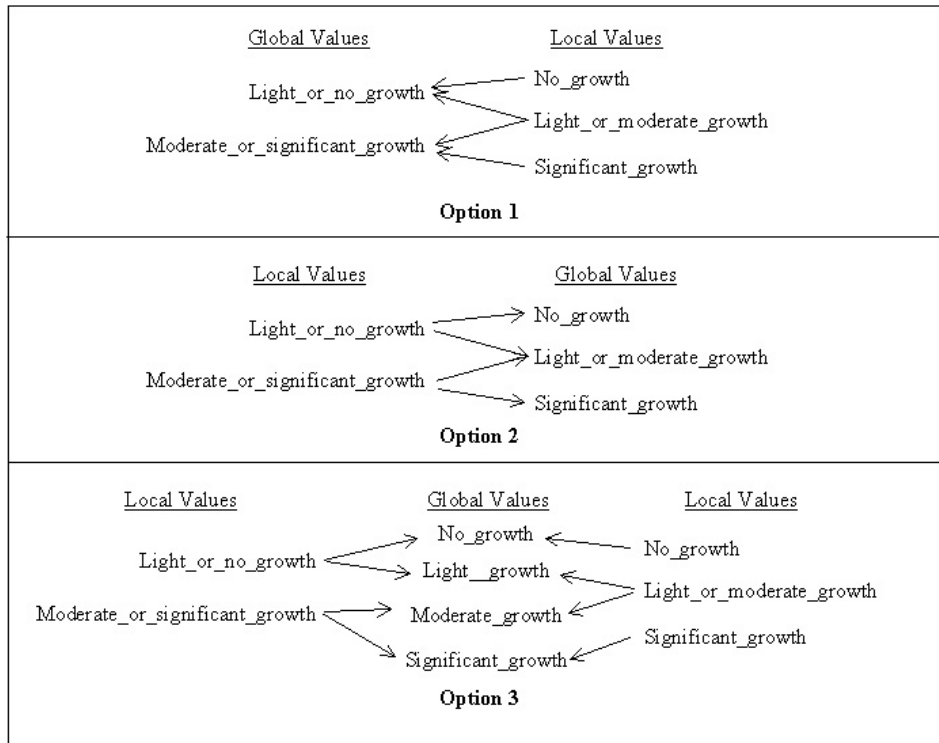 Global Values Local Values
No_growth
Light_or_no_growth
Light_or_moderate_growth
Moderate_or_significant_growth
Significant_growth
Option 1
Local Values Global Values
No_growth
Light_or_no_growth
Light_or_moderate_growth
Moderate_or_significant_growth
Significant_growth
Option 2
Local Values Global Values Local Values
No_growth
No_growth
Light_or_no_growth
Light__growth
Light_or_moderate_growth
Moderate_or_significant_growth
Moderate_growth
Significant_growth
Significant_growth
Option 3